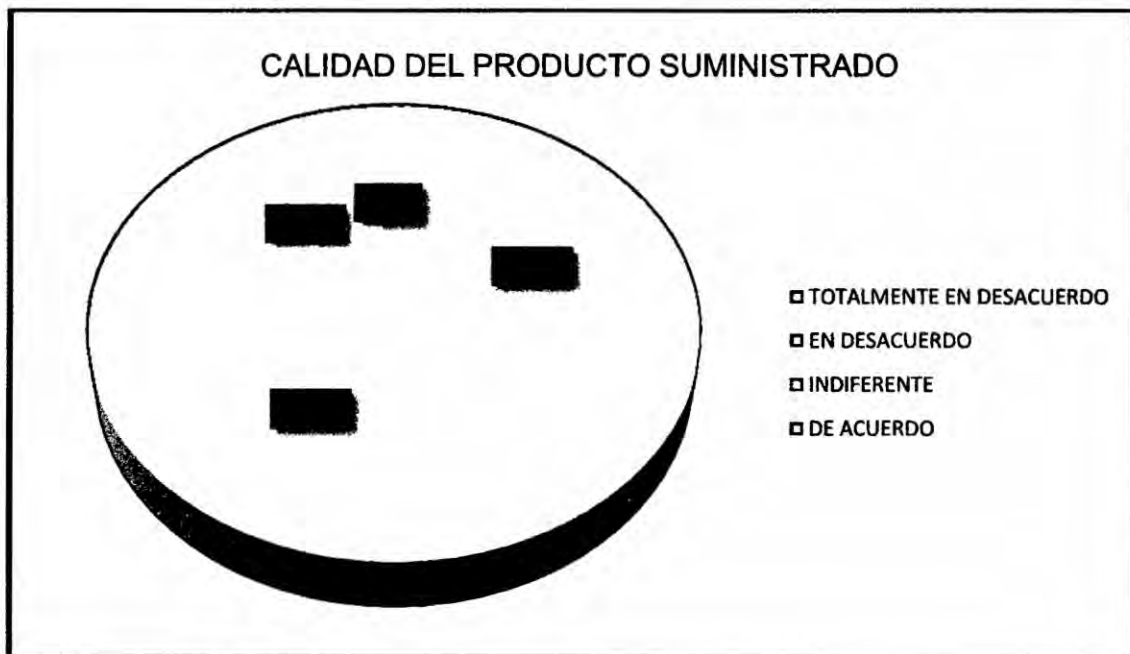 CALIDAD DEL PRODUCTO SUMINISTRADO
TOTALMENTE EN DESACUERDO
EN DESACUERDO
INDIFERENTE
DE ACUERDO